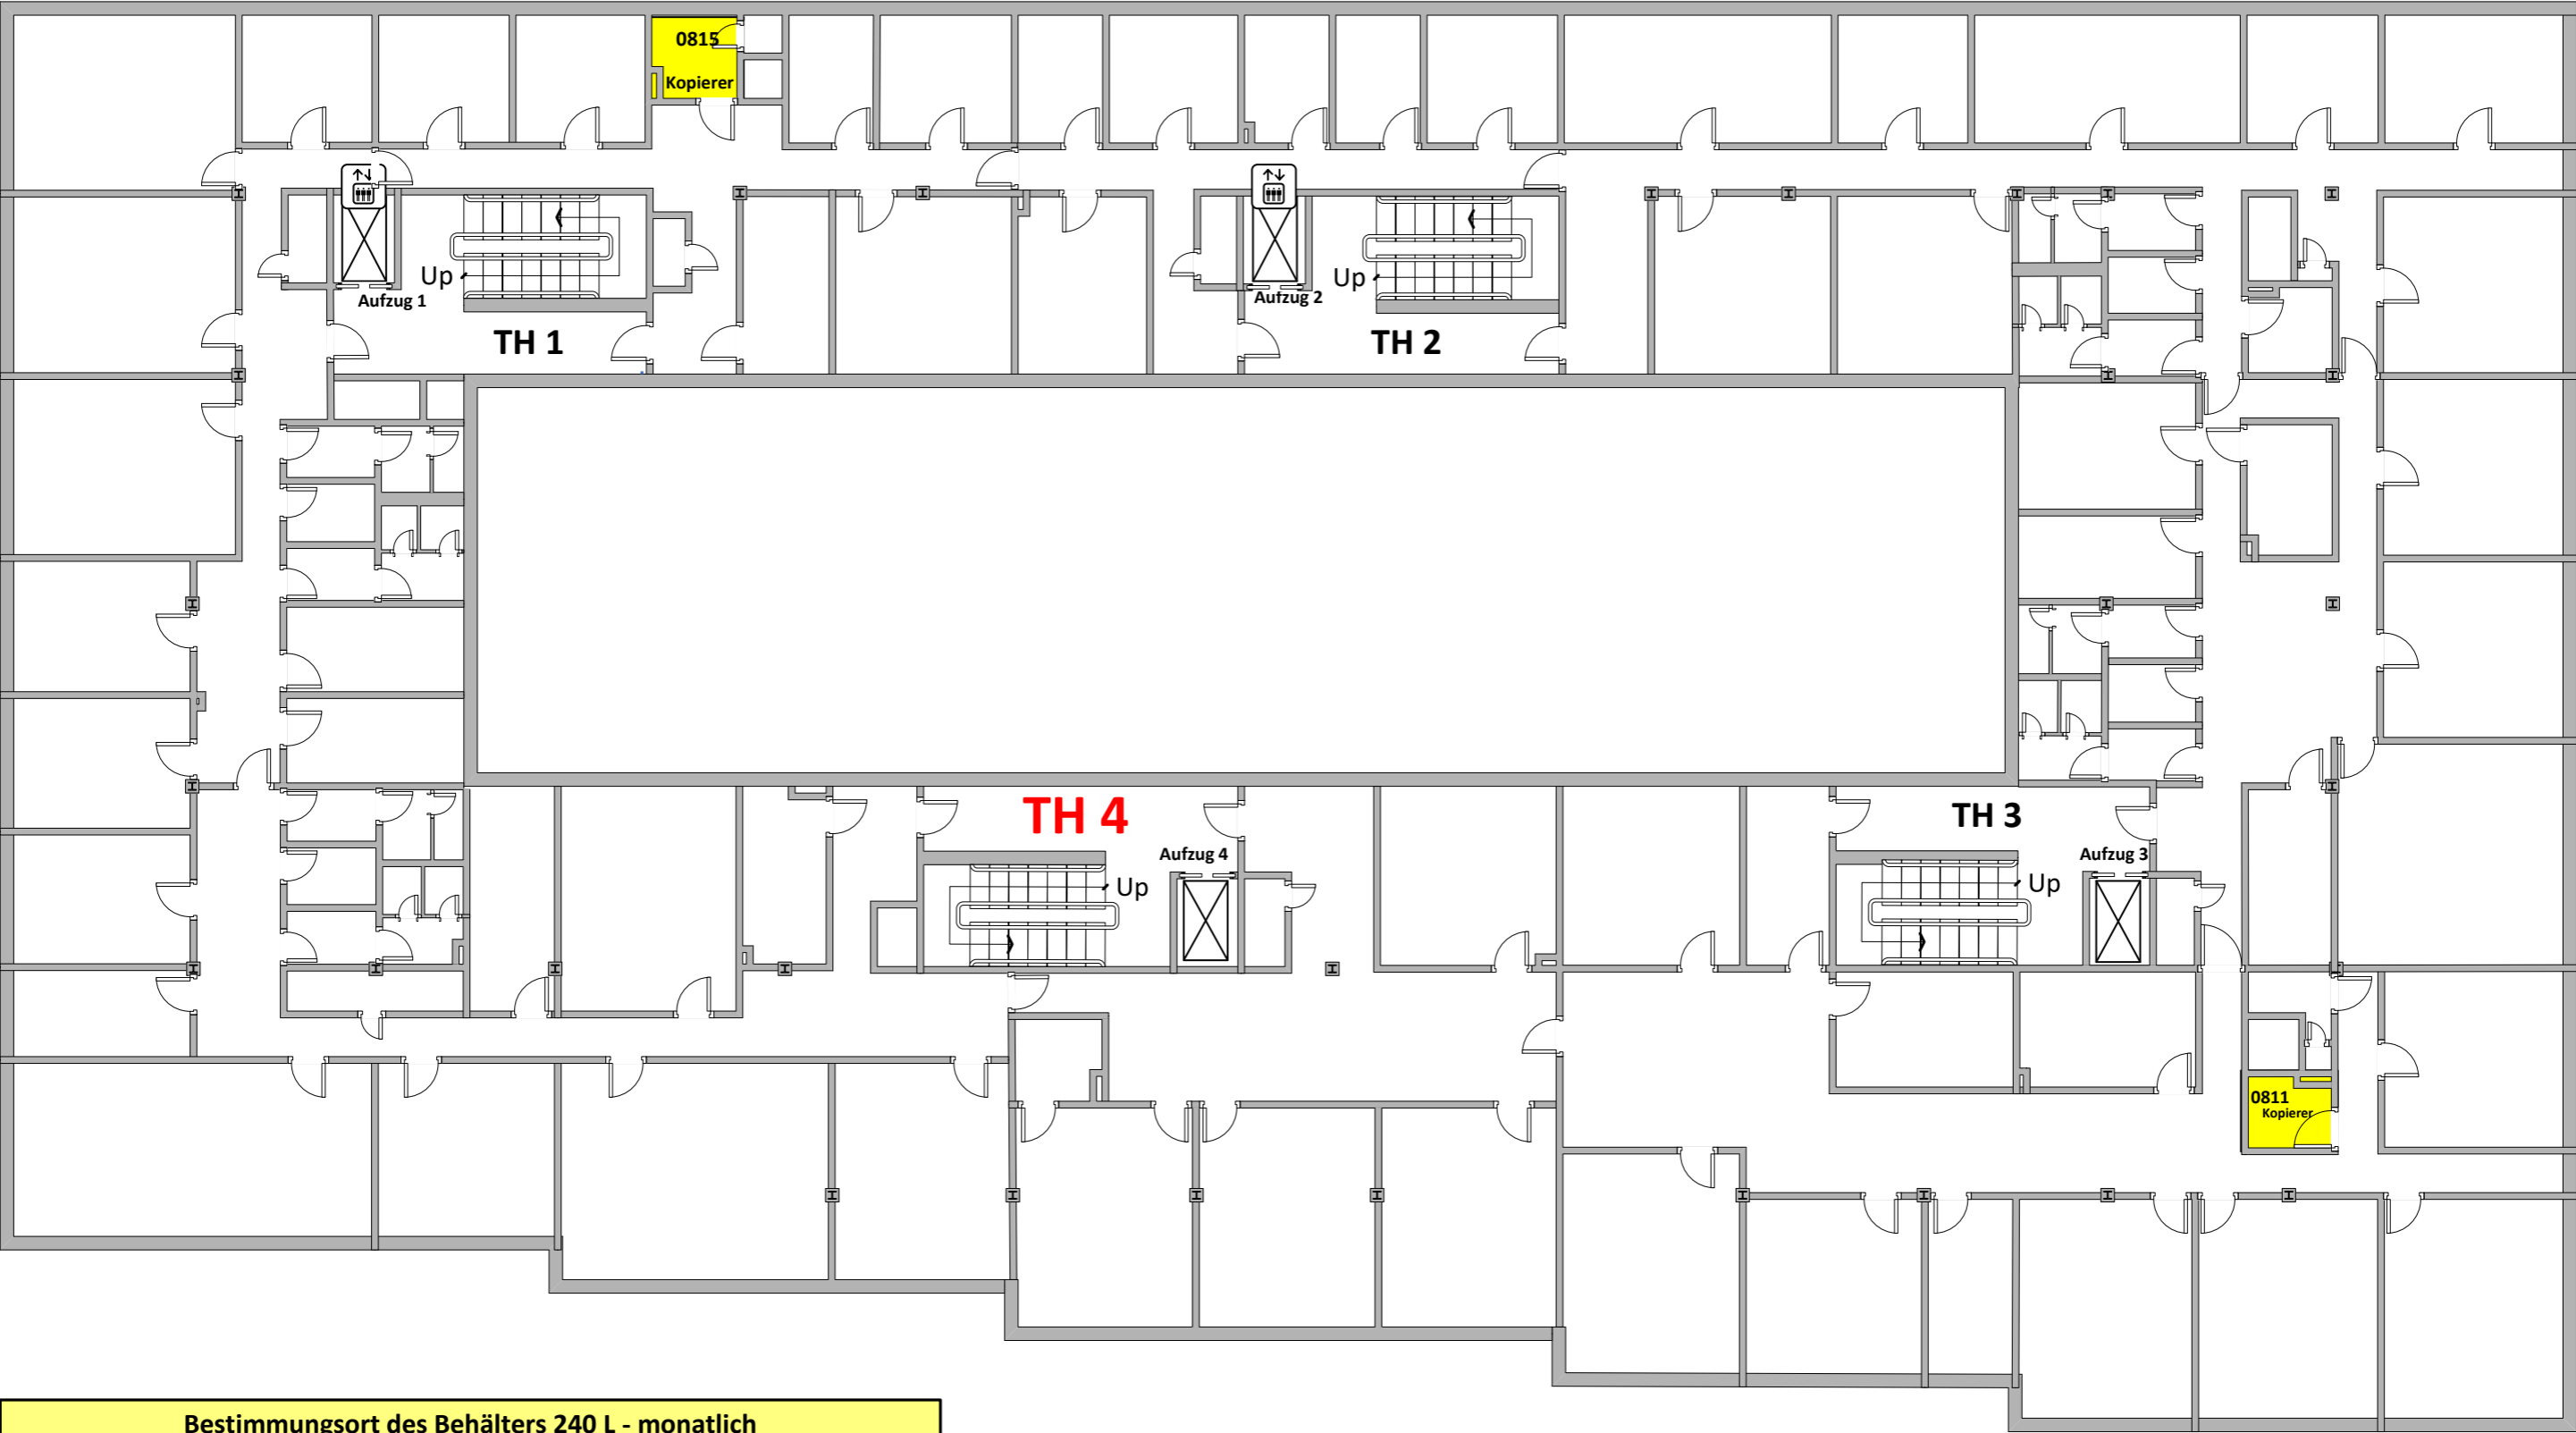 0815
Kopierer
Up
Aufzug 1
TH 1
Up
Aufzug 2
TH 2
TH 4
Aufzug 4
Up
TH 3
Aufzug 3
Up
0811
Kopierer
Bestimmungsort des Behälters 240 L - monatlich